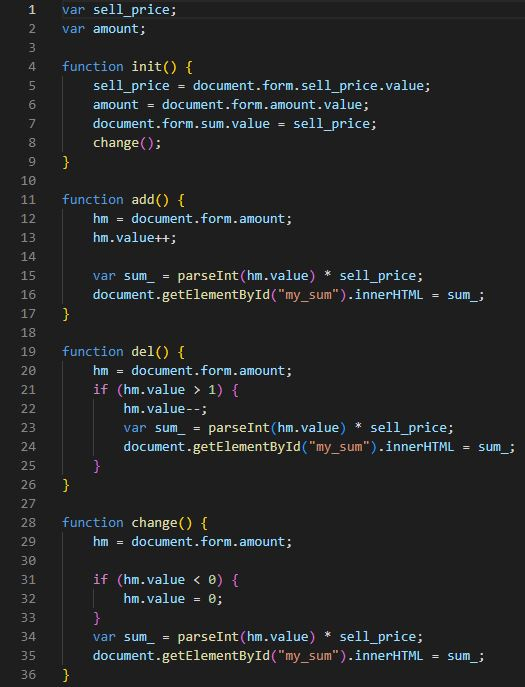 1 var sell_price;
2 var amount;
3
4 function init() {
5     sell_price = document.form.sell_price.value;
6     amount = document.form.amount.value;
7     document.form.sum.value = sell_price;
8     change();
9 }
10
11 function add() {
12     hm = document.form.amount;
13     hm.value++;
14
15     var sum_ = parseInt(hm.value) * sell_price;
16     document.getElementById("my_sum").innerHTML = sum_;
17 }
18
19 function del() {
20     hm = document.form.amount;
21     if (hm.value > 1) {
22         hm.value--;
23         var sum_ = parseInt(hm.value) * sell_price;
24         document.getElementById("my_sum").innerHTML = sum_;
25     }
26 }
27
28 function change() {
29     hm = document.form.amount;
30
31     if (hm.value < 0) {
32         hm.value = 0;
33     }
34     var sum_ = parseInt(hm.value) * sell_price;
35     document.getElementById("my_sum").innerHTML = sum_;
36 }